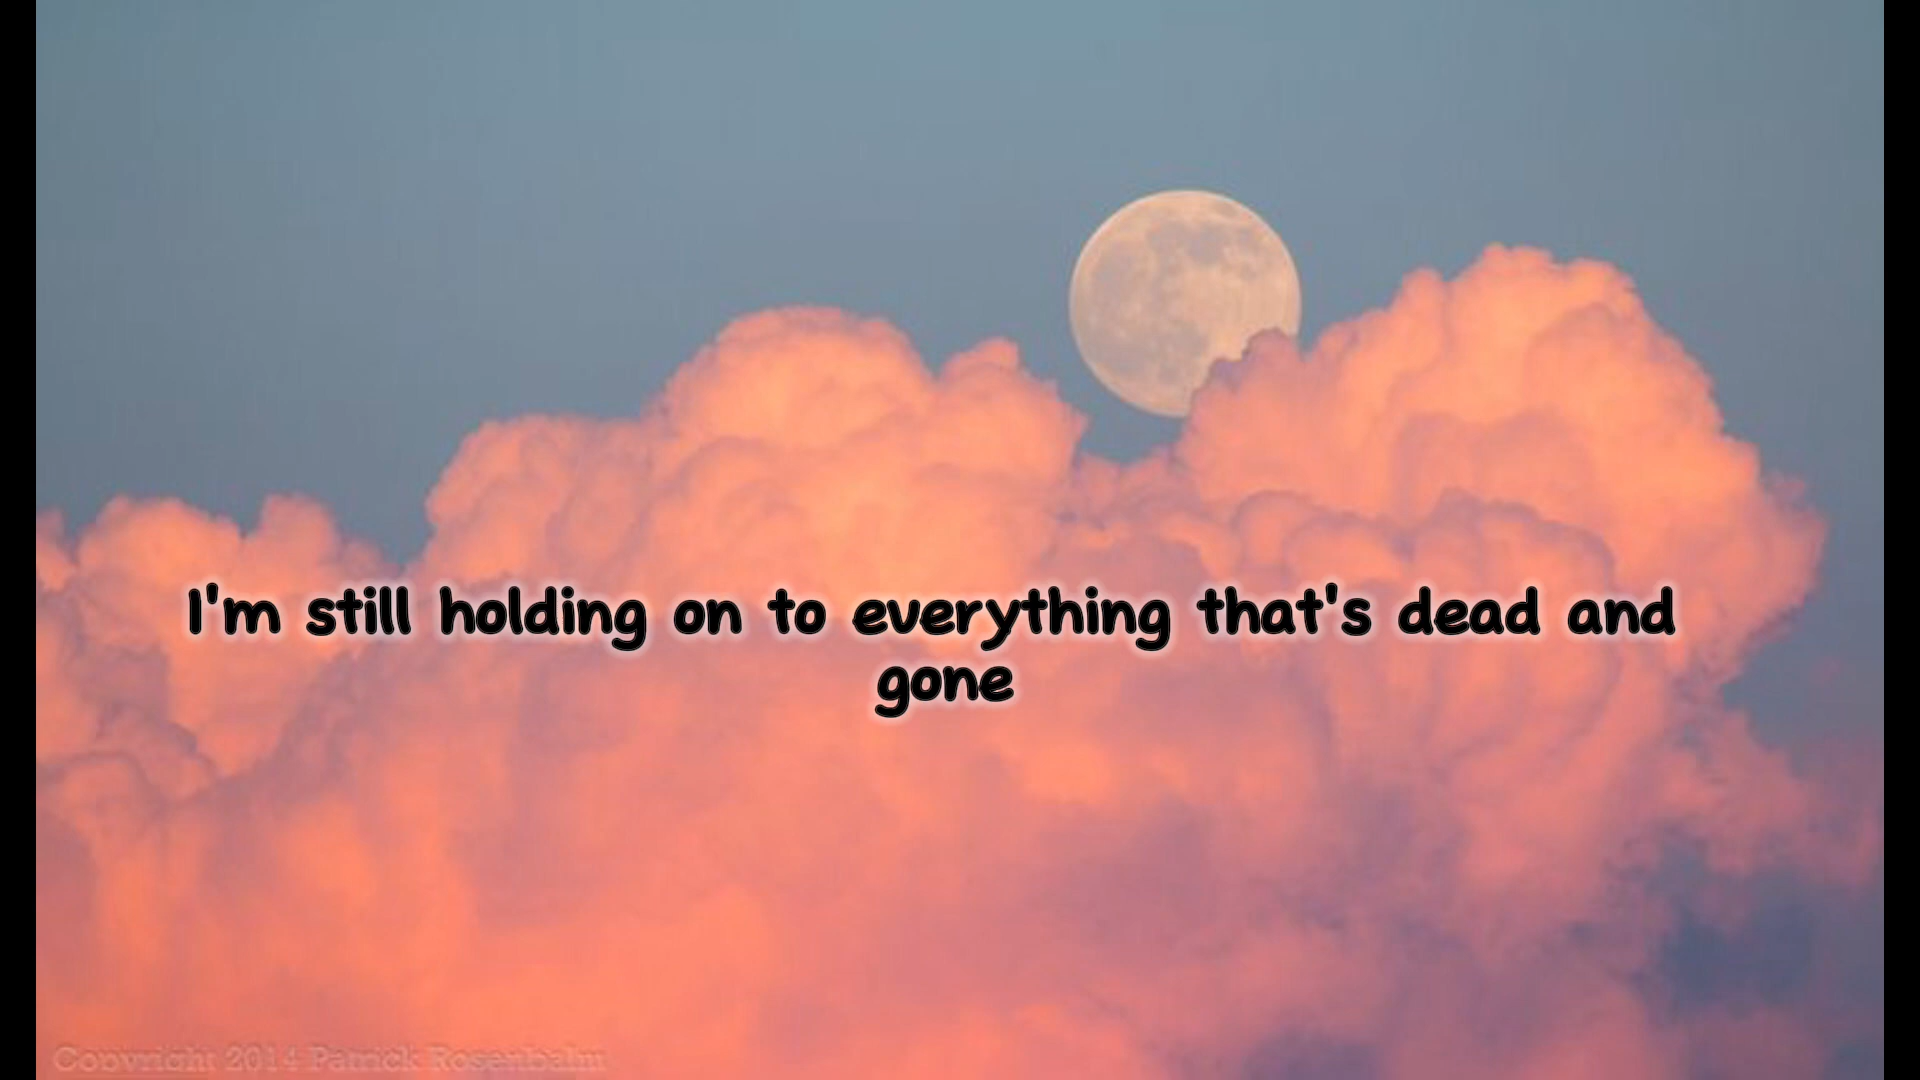 I'm still holding on to everything that's dead and
gone
Copyright 2014 Patrick Rosenbalm